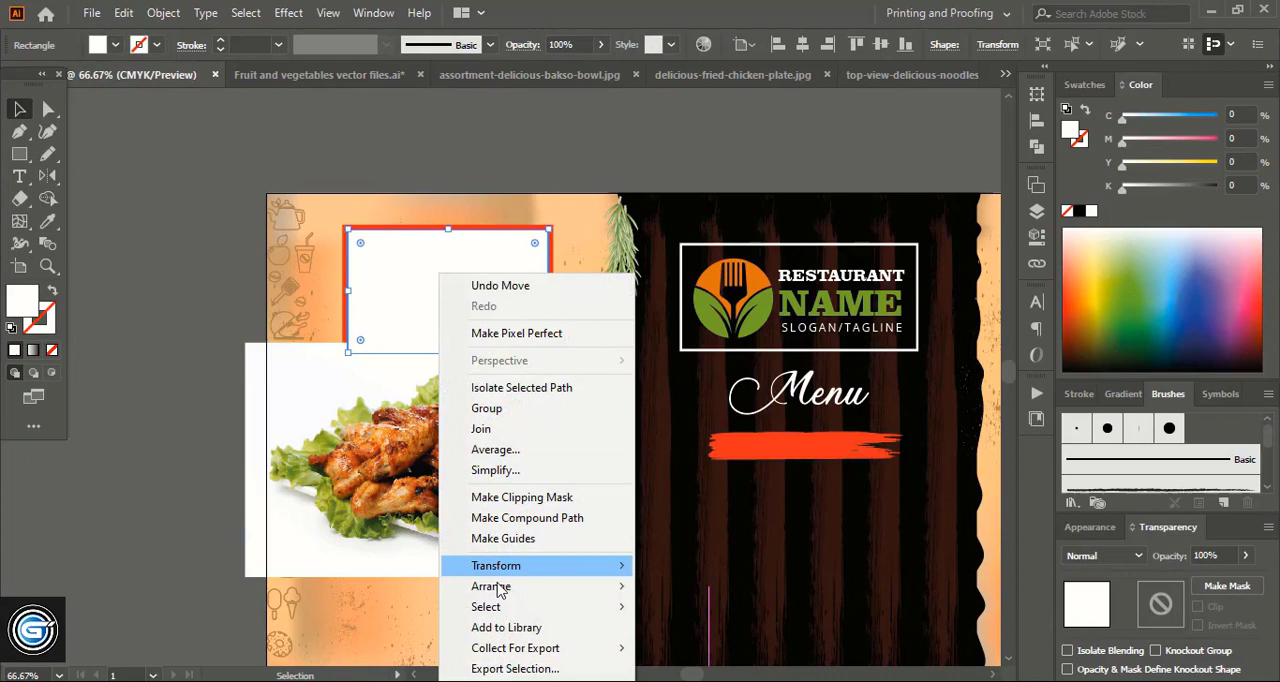 Ai File Edit Object Type Select Effect View Window Help Printing and Proofing Search Adobe Stock
Rectangle Stroke: Basic Opacity: 100% Style: Shape: Transform
@ 66.67% (CMYK/Preview) × Fruit and vegetables vector files.ai* × assortment-delicious-bakso-bowl.jpg × delicious-fried-chicken-plate.jpg × top-view-delicious-noodles
Swatches Color
C 0 %
M 0 %
Y 0 %
K 0 %
RESTAURANT
NAME
SLOGAN/TAGLINE
Menu
Undo Move
Redo
Make Pixel Perfect
Perspective
Isolate Selected Path
Group
Join
Average...
Simplify...
Make Clipping Mask
Make Compound Path
Make Guides
Transform
Arrange
Select
Add to Library
Collect For Export
Export Selection...
Stroke Gradient Brushes Symbols
Basic
Appearance Transparency
Normal Opacity: 100%
Make Mask
Clip
Invert Mask
Isolate Blending Knockout Group
Opacity & Mask Define Knockout Shape
66.67% 1 Selection